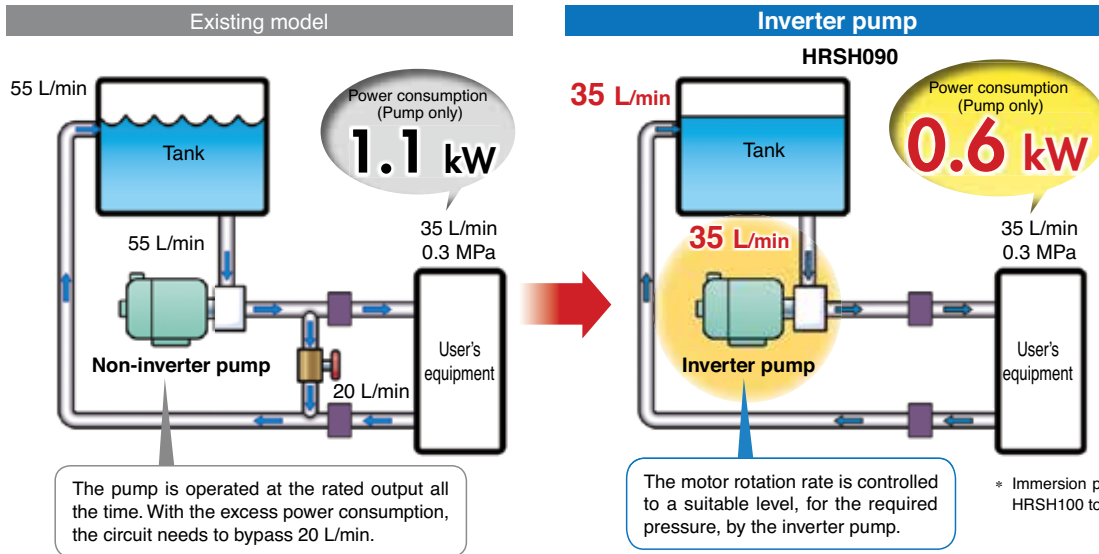 Existing model
55 L/min
Tank
Power consumption
(Pump only)
1.1 kW
55 L/min
35 L/min
0.3 MPa
Non-inverter pump
20 L/min
User's
equipment
The pump is operated at the rated output all
the time. With the excess power consumption,
the circuit needs to bypass 20 L/min.
Inverter pump
HRSH090
35 L/min
Tank
Power consumption
(Pump only)
0.6 kW
35 L/min
35 L/min
0.3 MPa
Inverter pump
User's
equipment
The motor rotation rate is controlled
to a suitable level, for the required
pressure, by the inverter pump.
* Immersion p
HRSH100 to